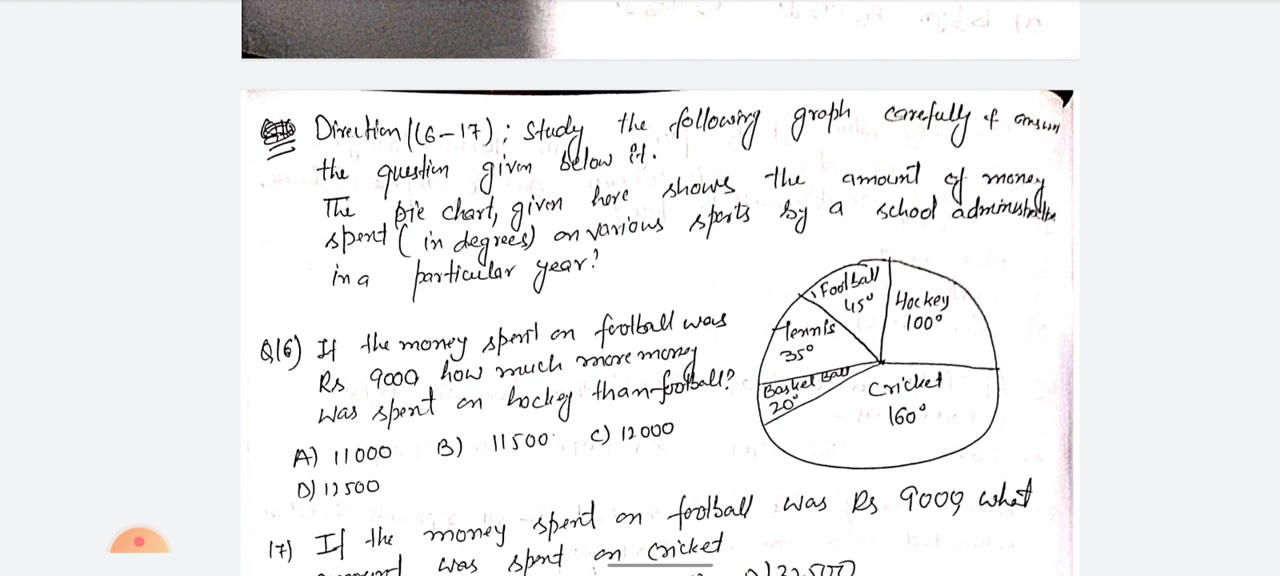 Direction (16-17): Study the following graph carefully & answer
the question given below it.
The pie chart, given here shows the amount of money
spent (in degrees) on various sports by a school administration
in a particular year?
Football
45°
Hockey
100°
Tennis
35°
Basket Ball
20°
Cricket
160°
Q16) If the money spent on football was
Rs 9000, how much more money
was spent on hockey than football?
A) 11000 B) 11500 C) 12000
D) 12500
17) If the money spent on football was Rs 9000, what
was spent on cricket